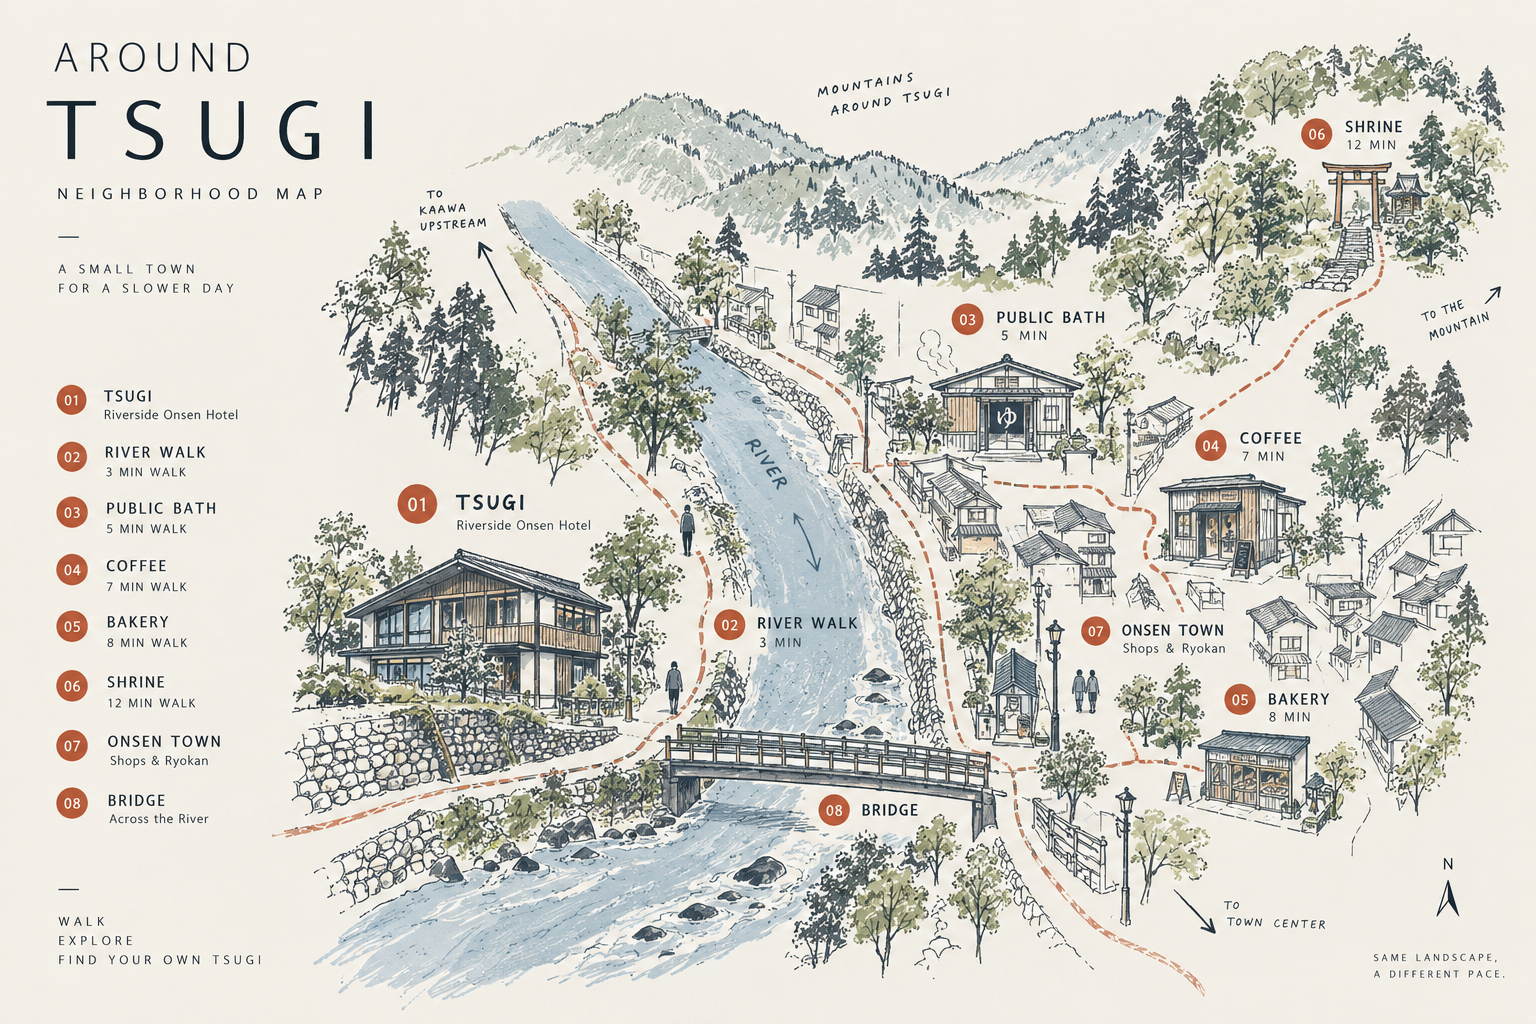 AROUND
TSUGI
NEIGHBORHOOD MAP
A SMALL TOWN
FOR A SLOWER DAY
01 TSUGI
Riverside Onsen Hotel
02 RIVER WALK
3 MIN WALK
03 PUBLIC BATH
5 MIN WALK
04 COFFEE
7 MIN WALK
05 BAKERY
8 MIN WALK
06 SHRINE
12 MIN WALK
07 ONSEN TOWN
Shops & Ryokan
08 BRIDGE
Across the River
WALK
EXPLORE
FIND YOUR OWN TSUGI
MOUNTAINS
AROUND TSUGI
TO
KAAWA
UPSTREAM
06 SHRINE
12 MIN
TO THE
MOUNTAIN
03 PUBLIC BATH
5 MIN
ゆ
04 COFFEE
7 MIN
RIVER
01 TSUGI
Riverside Onsen Hotel
02 RIVER WALK
3 MIN
07 ONSEN TOWN
Shops & Ryokan
05 BAKERY
8 MIN
08 BRIDGE
TO
TOWN CENTER
N
SAME LANDSCAPE,
A DIFFERENT PACE.